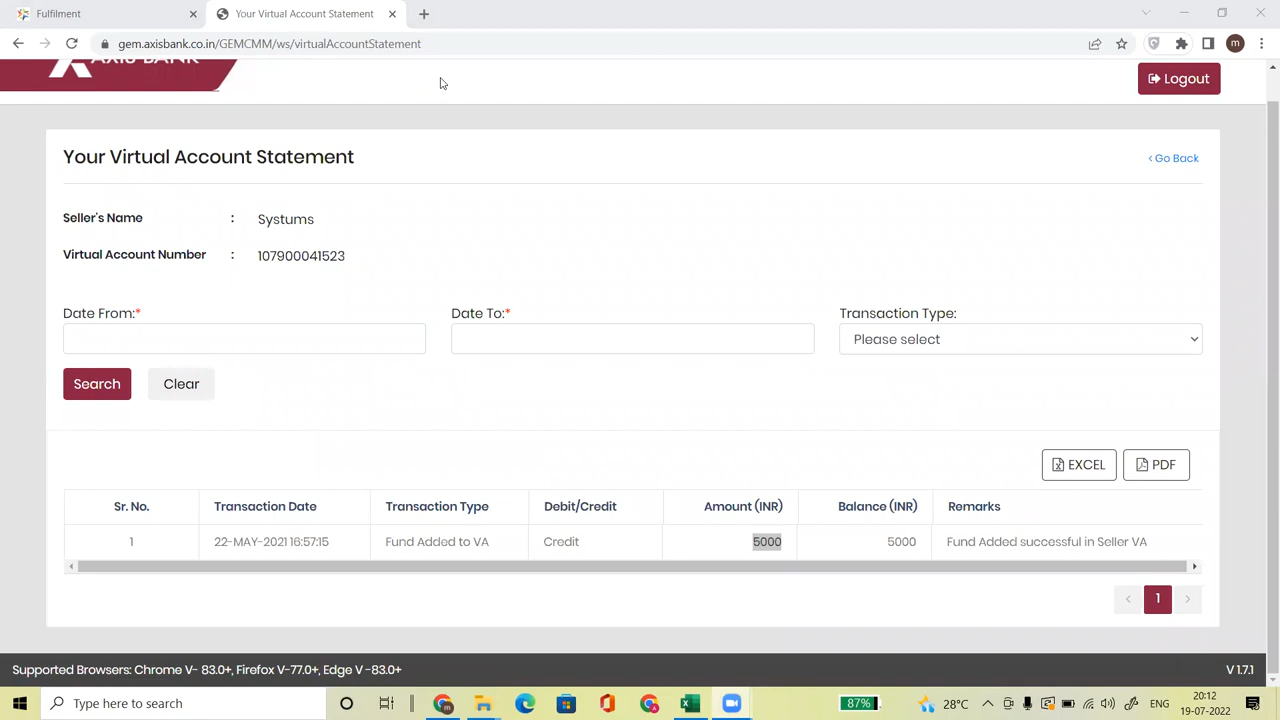 Fulfilment
Your Virtual Account Statement
gem.axisbank.co.in/GEMCMM/ws/virtualAccountStatement
m
AXIS BANK
Logout
Your Virtual Account Statement
< Go Back
Seller's Name : Systums
Virtual Account Number : 107900041523
Date From:* Date To:* Transaction Type:
Please select
Search Clear
EXCEL PDF
Sr. No. Transaction Date Transaction Type Debit/Credit Amount (INR) Balance (INR) Remarks
1 22-MAY-2021 16:57:15 Fund Added to VA Credit 5000 5000 Fund Added successful in Seller VA
< 1 >
Supported Browsers: Chrome V- 83.0+, Firefox V-77.0+, Edge V -83.0+ V 1.7.1
Type here to search 87% 28°C ENG 20:12
19-07-2022